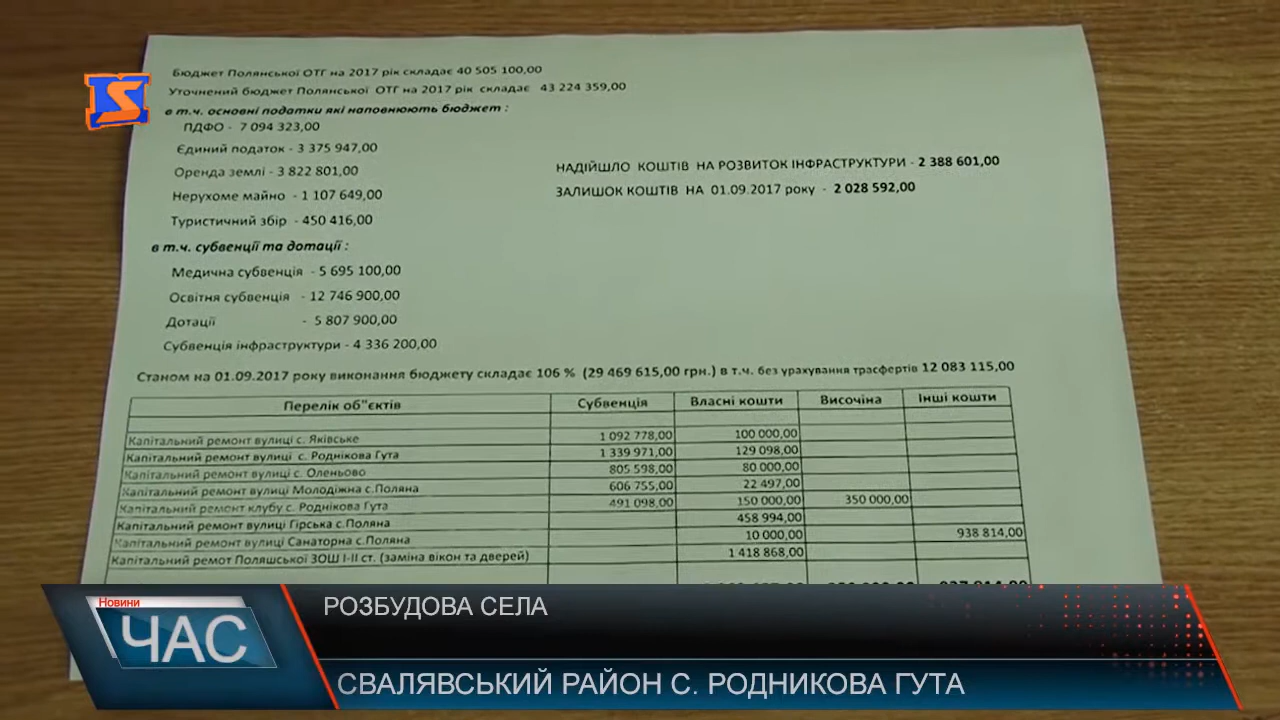 Бюджет Полянської ОТГ на 2017 рік складає 40 505 100,00
Уточнений бюджет Полянської ОТГ на 2017 рік складає 43 224 359,00
в т.ч. основні податки які наповнюють бюджет :
ПДФО - 7 094 323,00
Єдиний податок - 3 375 947,00
Оренда землі - 3 822 801,00
Нерухоме майно - 1 107 649,00
Туристичний збір - 450 416,00
НАДІЙШЛО КОШТІВ НА РОЗВИТОК ІНФРАСТРУКТУРИ - 2 388 601,00
ЗАЛИШОК КОШТІВ НА 01.09.2017 року - 2 028 592,00
в т.ч. субвенції та дотації :
Медична субвенція - 5 695 100,00
Освітня субвенція - 12 746 900,00
Дотації - 5 807 900,00
Субвенція інфраструктури - 4 336 200,00
Станом на 01.09.2017 року виконання бюджету складає 106 % (29 469 615,00 грн.) в т.ч. без урахування трасфертів 12 083 115,00
Перелік об"єктів Субвенція Власні кошти Височіна Інші кошти
Капітальний ремонт вулиці с. Яківське 1 092 778,00 100 000,00
Капітальний ремонт вулиці с. Роднікова Гута 1 339 971,00 129 098,00
Капітальний ремонт вулиці с. Оленьово 805 598,00 80 000,00
Капітальний ремонт вулиці Молодіжна с.Поляна 606 755,00 22 497,00
Капітальний ремонт клубу с. Роднікова Гута 491 098,00 150 000,00 350 000,00
Капітальний ремонт вулиці Гірська с.Поляна 458 994,00
Капітальний ремонт вулиці Санаторна с.Поляна 10 000,00 938 814,00
Капітальний ремот Поляшської ЗОШ І-ІІ ст. (заміна вікон та дверей) 1 418 868,00
Новини
ЧАС
РОЗБУДОВА СЕЛА
СВАЛЯВСЬКИЙ РАЙОН С. РОДНИКОВА ГУТА